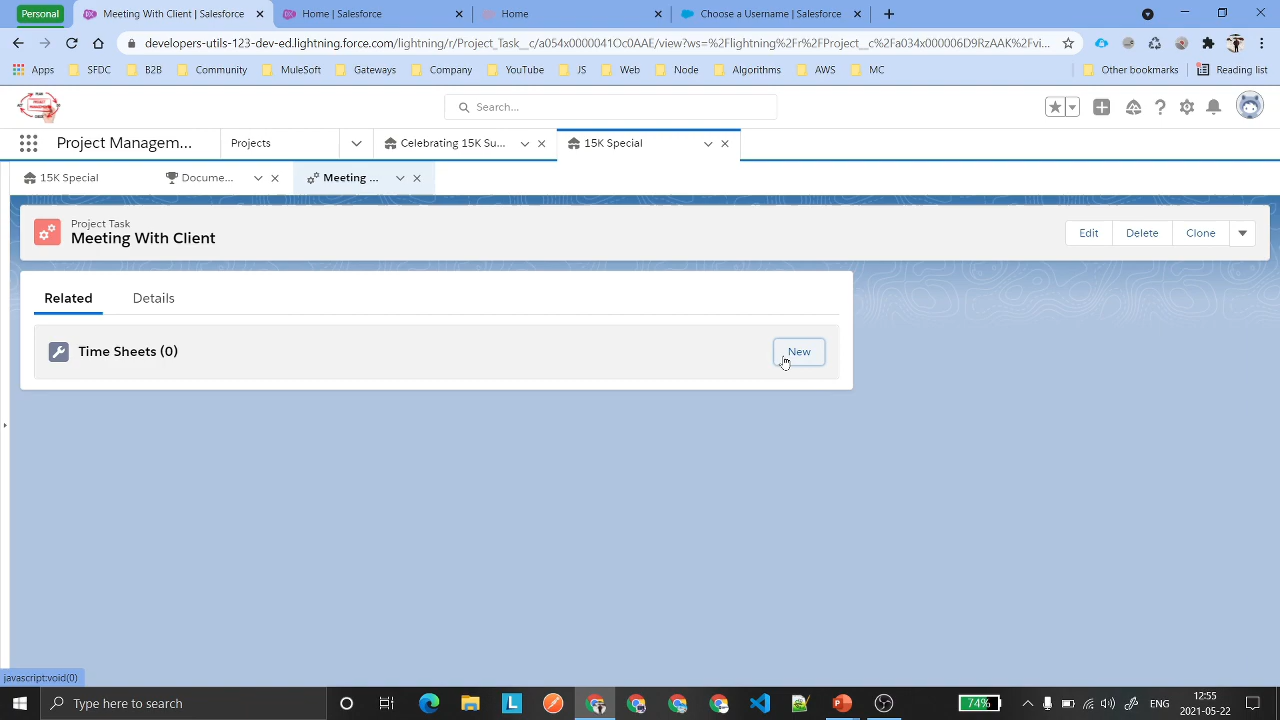 Personal
Meeting With Client | Salesforce
Home | Salesforce
Home
Choose a Username | Salesforce
developers-utils-123-dev-ed.lightning.force.com/lightning/r/Project_Task__c/a054x0000041Oc0AAE/view?ws=%2Flightning%2Fr%2FProject__c%2Fa034x000006D9RzAAK%2Fvi...
Apps
SFDC
B2B
Community
MuleSoft
Gateways
Company
YouTube
JS
Web
Node
Algorithms
AWS
MC
Other bookmarks
Reading list
Search...
Project Managem...
Projects
Celebrating 15K Su...
15K Special
15K Special
Docume...
Meeting ...
Project Task
Meeting With Client
Edit
Delete
Clone
Related
Details
Time Sheets (0)
New
javascript:void(0)
Type here to search
74%
ENG
12:55
2021-05-22